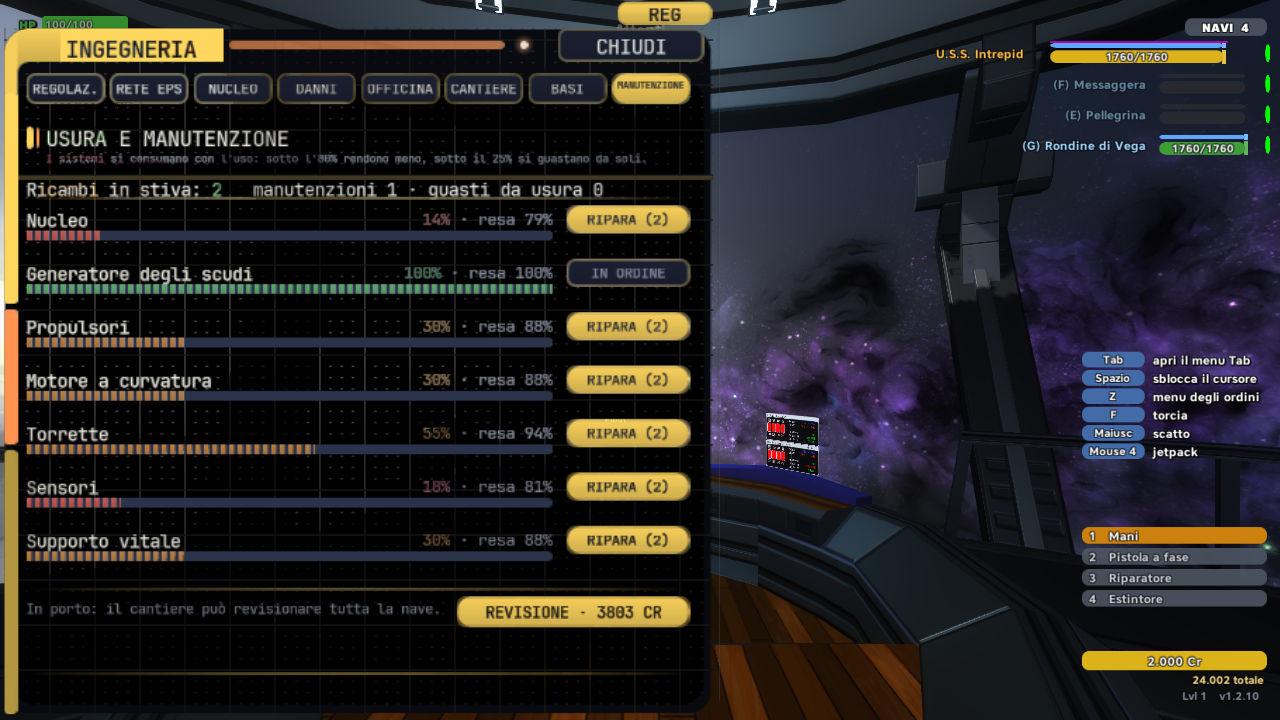 HP 100/100
REG
INGEGNERIA
CHIUDI
REGOLAZ. RETE EPS NUCLEO DANNI OFFICINA CANTIERE BASI MANUTENZIONE
USURA E MANUTENZIONE
I sistemi si consumano con l'uso: sotto l'80% rendono meno, sotto il 25% si guastano da soli.
Ricambi in stiva: 2 manutenzioni 1 · guasti da usura 0
Nucleo 14% · resa 79% RIPARA (2)
Generatore degli scudi 100% · resa 100% IN ORDINE
Propulsori 30% · resa 88% RIPARA (2)
Motore a curvatura 30% · resa 88% RIPARA (2)
Torrette 55% · resa 94% RIPARA (2)
Sensori 18% · resa 81% RIPARA (2)
Supporto vitale 30% · resa 88% RIPARA (2)
In porto: il cantiere può revisionare tutta la nave. REVISIONE · 3803 CR
NAVI 4
U.S.S. Intrepid 1760/1760
(F) Messaggera
(E) Pellegrina
(G) Rondine di Vega 1760/1760
Tab apri il menu Tab
Spazio sblocca il cursore
Z menu degli ordini
F torcia
Maiusc scatto
Mouse 4 jetpack
1 Mani
2 Pistola a fase
3 Riparatore
4 Estintore
2.000 Cr
24.002 totale
Lvl 1 v1.2.10